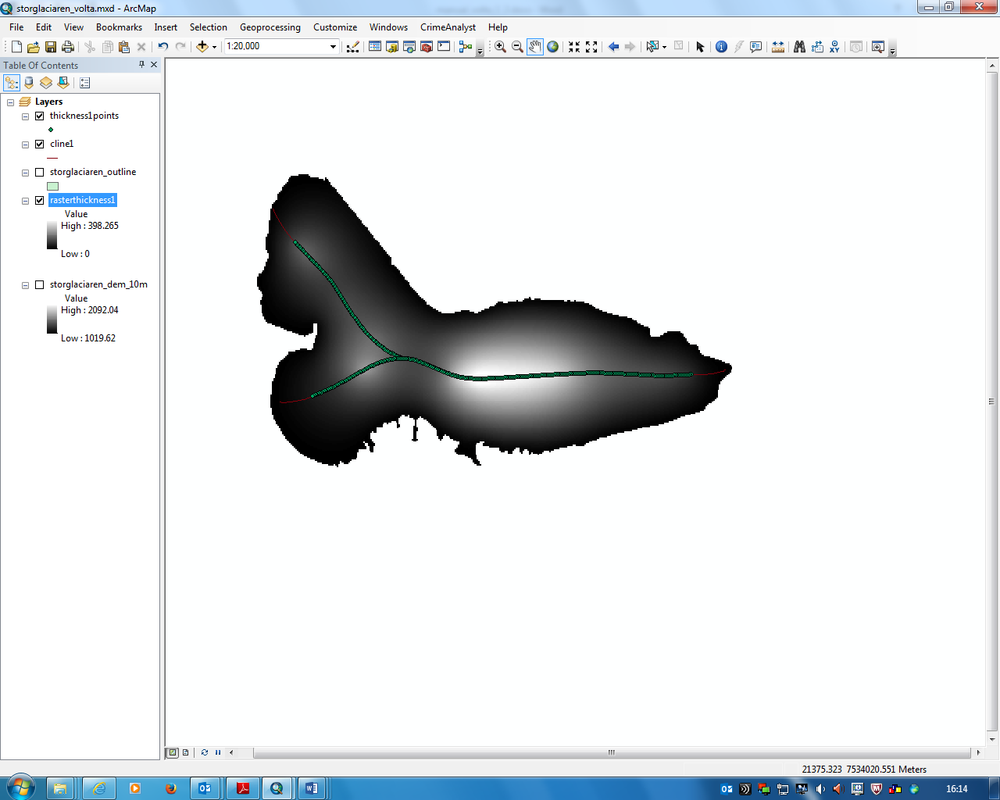 storglaciaren_volta.mxd - ArcMap
File Edit View Bookmarks Insert Selection Geoprocessing Customize Windows CrimeAnalyst Help
1:20,000
Table Of Contents
Layers
thickness1points
cline1
storglaciaren_outline
rasterthickness1
Value
High : 398.265
Low : 0
storglaciaren_dem_10m
Value
High : 2092.04
Low : 1019.62
21375.323 7534020.551 Meters
16:14